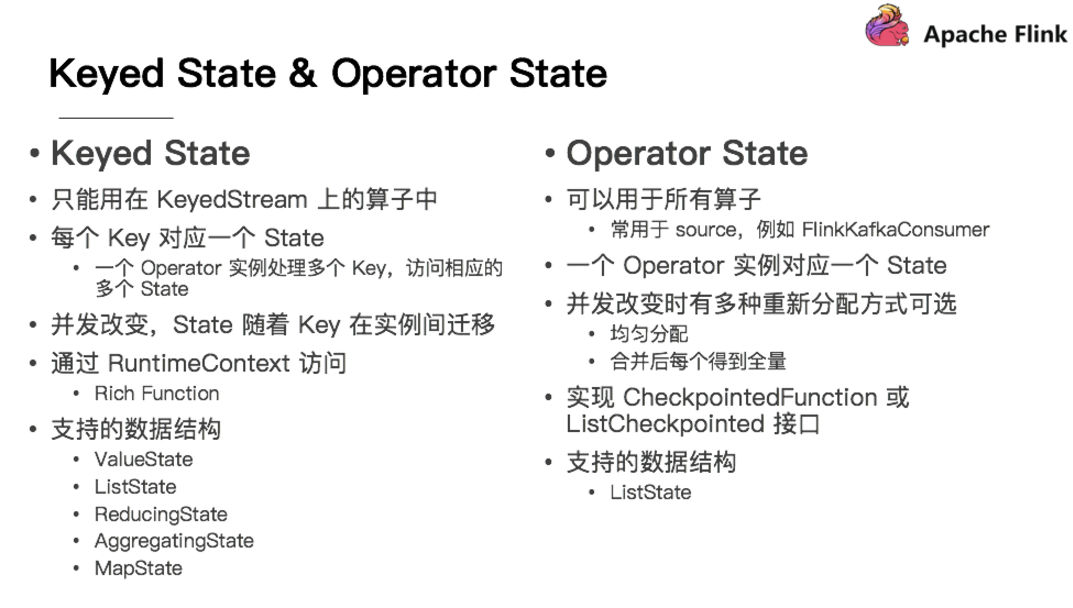 Apache Flink
Keyed State & Operator State
• Keyed State
• 只能用在 KeyedStream 上的算子中
• 每个 Key 对应一个 State
• 一个 Operator 实例处理多个 Key，访问相应的
多个 State
• 并发改变，State 随着 Key 在实例间迁移
• 通过 RuntimeContext 访问
• Rich Function
• 支持的数据结构
• ValueState
• ListState
• ReducingState
• AggregatingState
• MapState
• Operator State
• 可以用于所有算子
• 常用于 source，例如 FlinkKafkaConsumer
• 一个 Operator 实例对应一个 State
• 并发改变时有多种重新分配方式可选
• 均匀分配
• 合并后每个得到全量
• 实现 CheckpointedFunction 或
ListCheckpointed 接口
• 支持的数据结构
• ListState